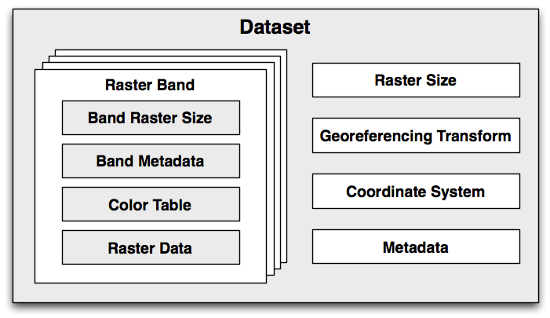 Dataset
Raster Band
Band Raster Size
Band Metadata
Color Table
Raster Data
Raster Size
Georeferencing Transform
Coordinate System
Metadata